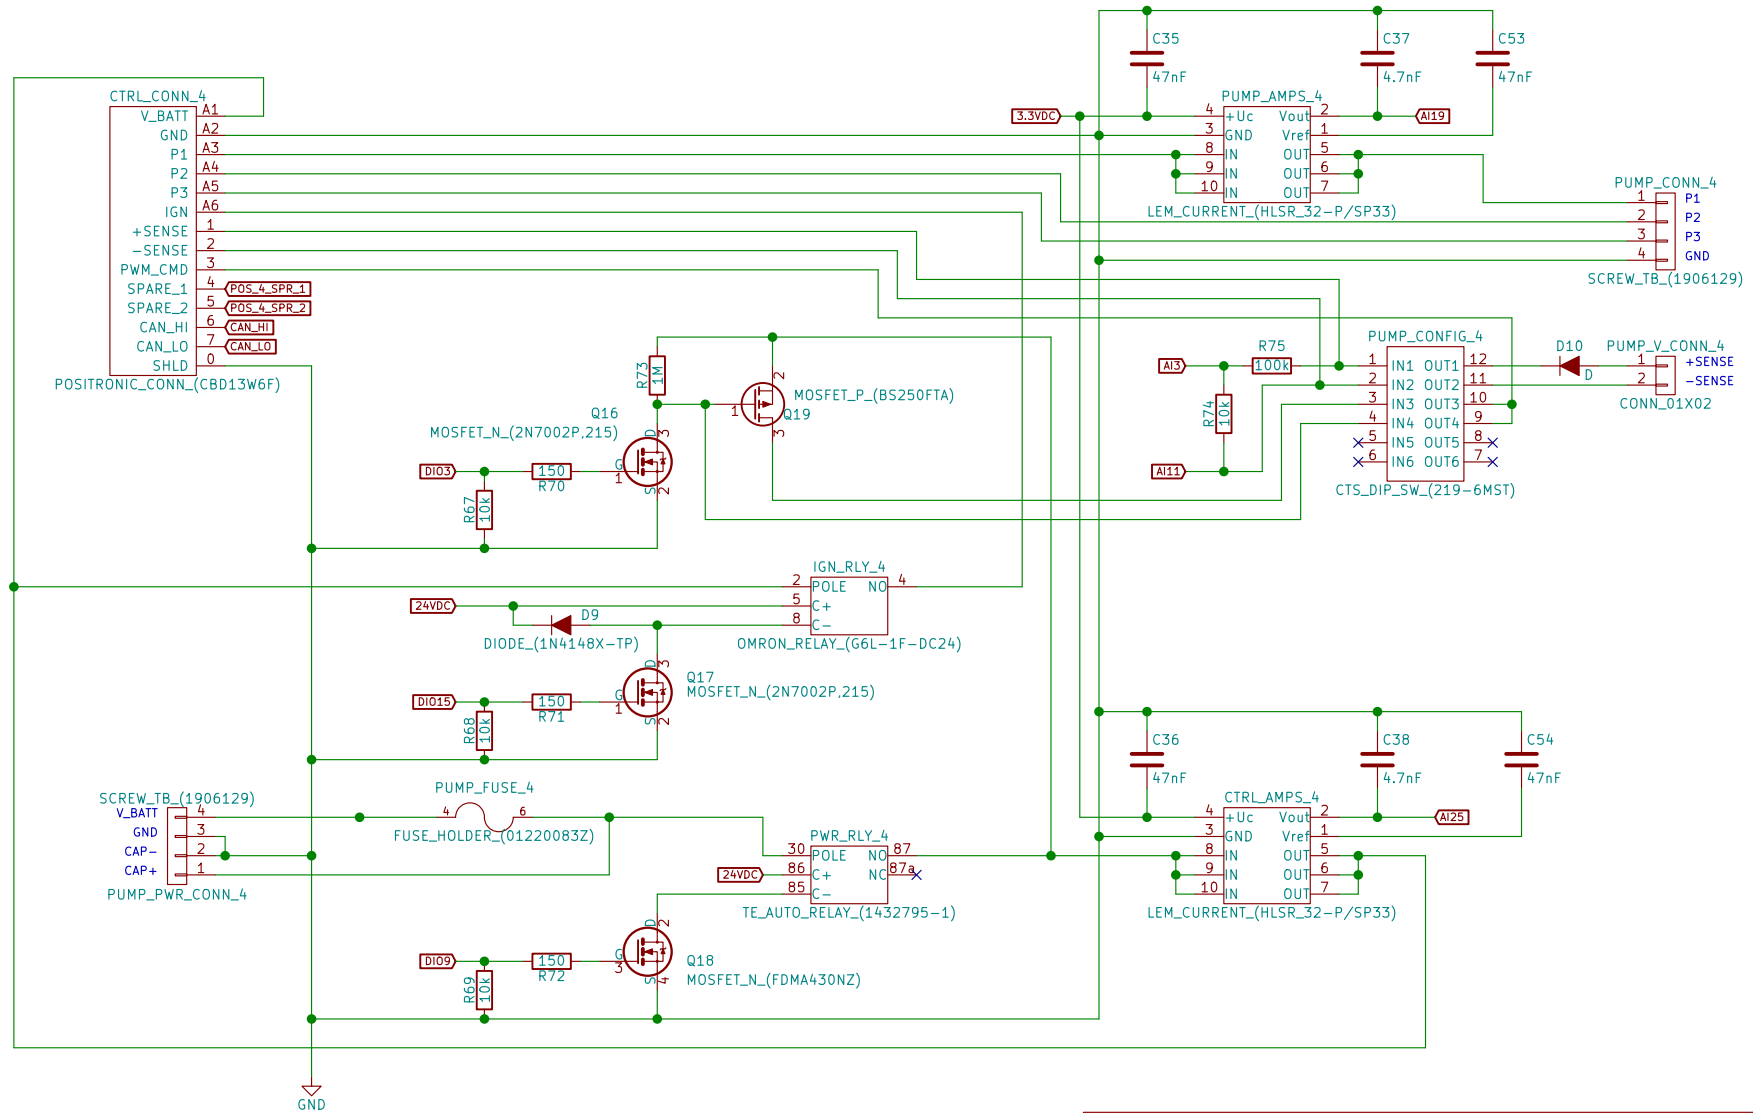 CTRL_CONN_4
V_BATT A1
GND A2
P1 A3
P2 A4
P3 A5
IGN A6
+SENSE 1
-SENSE 2
PWM_CMD 3
SPARE_1 4 POS_4_SPR_1
SPARE_2 5 POS_4_SPR_2
CAN_HI 6 CAN_HI
CAN_LO 7 CAN_LO
SHLD 0
POSITRONIC_CONN_(CBD13W6F)
C35
47nF
C37
4.7nF
C53
47nF
PUMP_AMPS_4
3.3VDC
4 +Uc Vout 2
AI19
3 GND Vref 1
8 IN OUT 5
9 IN OUT 6
10 IN OUT 7
LEM_CURRENT_(HLSR_32-P/SP33)
PUMP_CONN_4
1 P1
2 P2
3 P3
4 GND
SCREW_TB_(1906129)
R73
1M
2
MOSFET_P_(BS250FTA)
1
Q19
3
Q16
MOSFET_N_(2N7002P,215)
D 3
G
1
S 2
DIO3
150
R70
R67
10k
PUMP_CONFIG_4
R75
100k
AI3
R74
10k
AI11
1 IN1 OUT1 12
2 IN2 OUT2 11
3 IN3 OUT3 10
4 IN4 OUT4 9
5 IN5 OUT5 8
6 IN6 OUT6 7
CTS_DIP_SW_(219-6MST)
D10
D
PUMP_V_CONN_4
1 +SENSE
2 -SENSE
CONN_01X02
IGN_RLY_4
2 POLE NO 4
24VDC
5 C+
8 C-
OMRON_RELAY_(G6L-1F-DC24)
D9
DIODE_(1N4148X-TP)
D 3
Q17
MOSFET_N_(2N7002P,215)
G
1
S 2
DIO15
150
R71
R68
10k
C36
47nF
C38
4.7nF
C54
47nF
CTRL_AMPS_4
4 +Uc Vout 2
AI25
3 GND Vref 1
8 IN OUT 5
9 IN OUT 6
10 IN OUT 7
LEM_CURRENT_(HLSR_32-P/SP33)
SCREW_TB_(1906129)
V_BATT 4
GND 3
CAP- 2
CAP+ 1
PUMP_PWR_CONN_4
PUMP_FUSE_4
4 6
FUSE_HOLDER_(01220083Z)
PWR_RLY_4
30 POLE NO 87
24VDC
86 C+ NC 87a
85 C-
TE_AUTO_RELAY_(1432795-1)
D 2
G
3
S 4
Q18
MOSFET_N_(FDMA430NZ)
DIO9
150
R72
R69
10k
GND